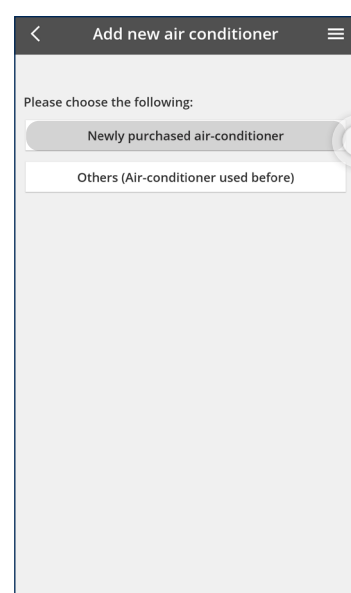 Add new air conditioner
Please choose the following:
Newly purchased air-conditioner
Others (Air-conditioner used before)